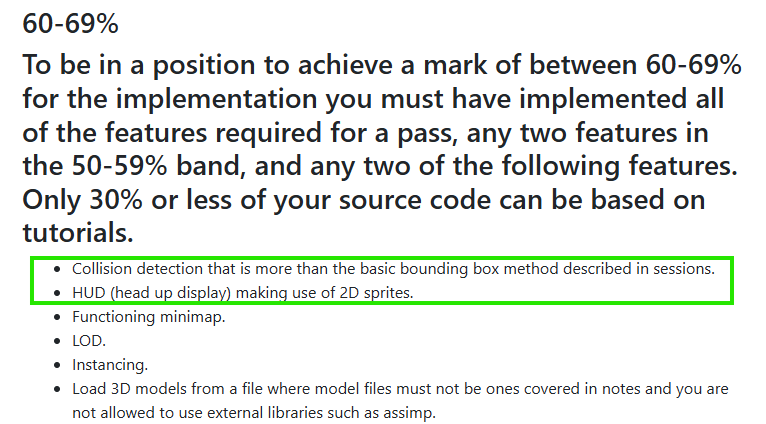 60-69%
To be in a position to achieve a mark of between 60-69%
for the implementation you must have implemented all
of the features required for a pass, any two features in
the 50-59% band, and any two of the following features.
Only 30% or less of your source code can be based on
tutorials.
• Collision detection that is more than the basic bounding box method described in sessions.
• HUD (head up display) making use of 2D sprites.
• Functioning minimap.
• LOD.
• Instancing.
• Load 3D models from a file where model files must not be ones covered in notes and you are
not allowed to use external libraries such as assimp.